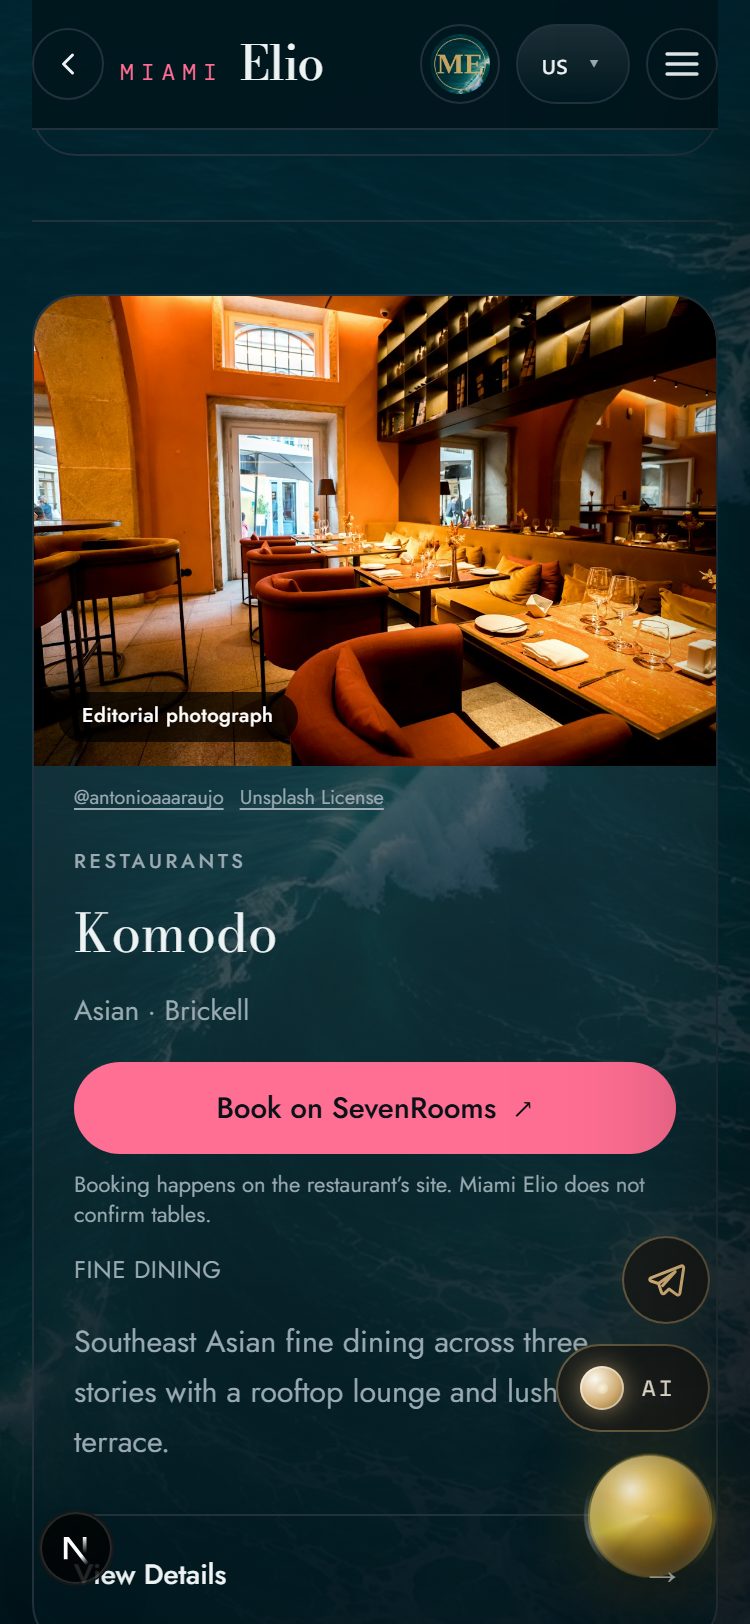 MIAMI Elio
ME
US
Editorial photograph
@antonioaaaraujo Unsplash License
RESTAURANTS
Komodo
Asian · Brickell
Book on SevenRooms ↗
Booking happens on the restaurant’s site. Miami Elio does not
confirm tables.
FINE DINING
Southeast Asian fine dining across three
stories with a rooftop lounge and lush
AI
terrace.
N
View Details →